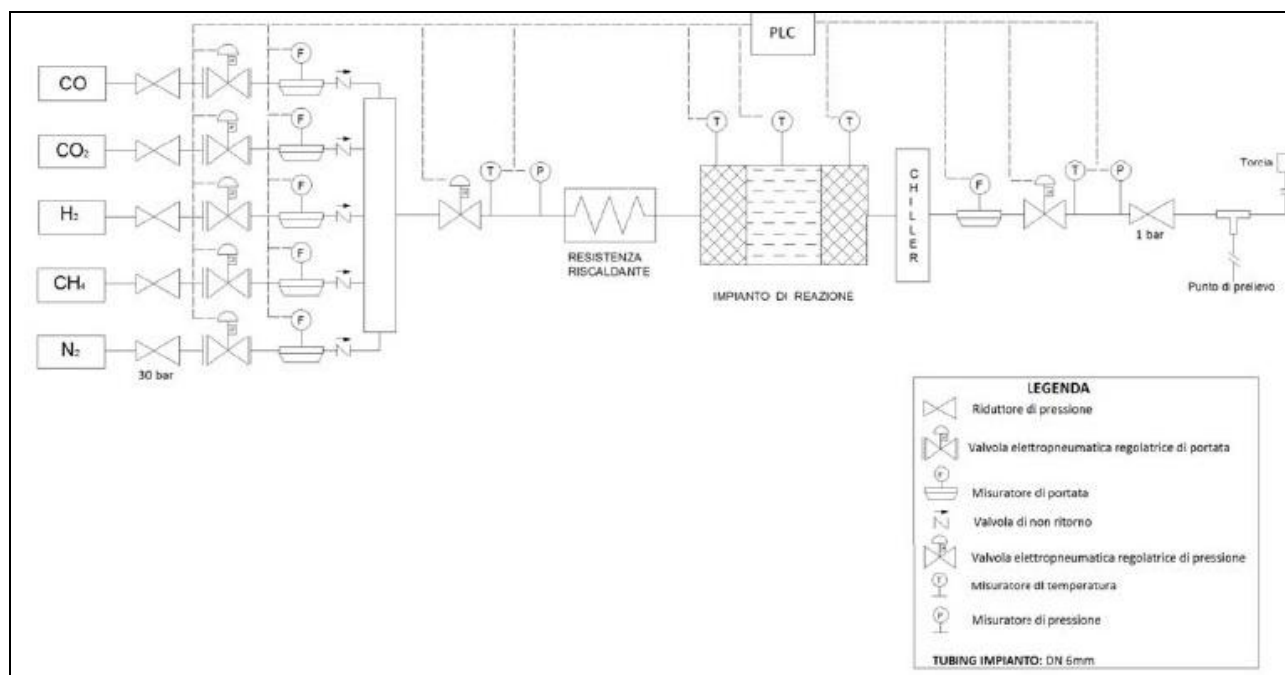 PLC
CO
CO₂
H₂
CH₄
N₂
F
F
F
F
F
30 bar
T
P
RESISTENZA
RISCALDANTE
T
T
T
IMPIANTO DI REAZIONE
CHILLER
F
T
P
1 bar
Torcia
Punto di prelievo
LEGENDA
Riduttore di pressione
Valvola elettropneumatica regolatrice di portata
F
Misuratore di portata
Valvola di non ritorno
Valvola elettropneumatica regolatrice di pressione
Misuratore di temperatura
P
Misuratore di pressione
TUBING IMPIANTO: DN 6mm